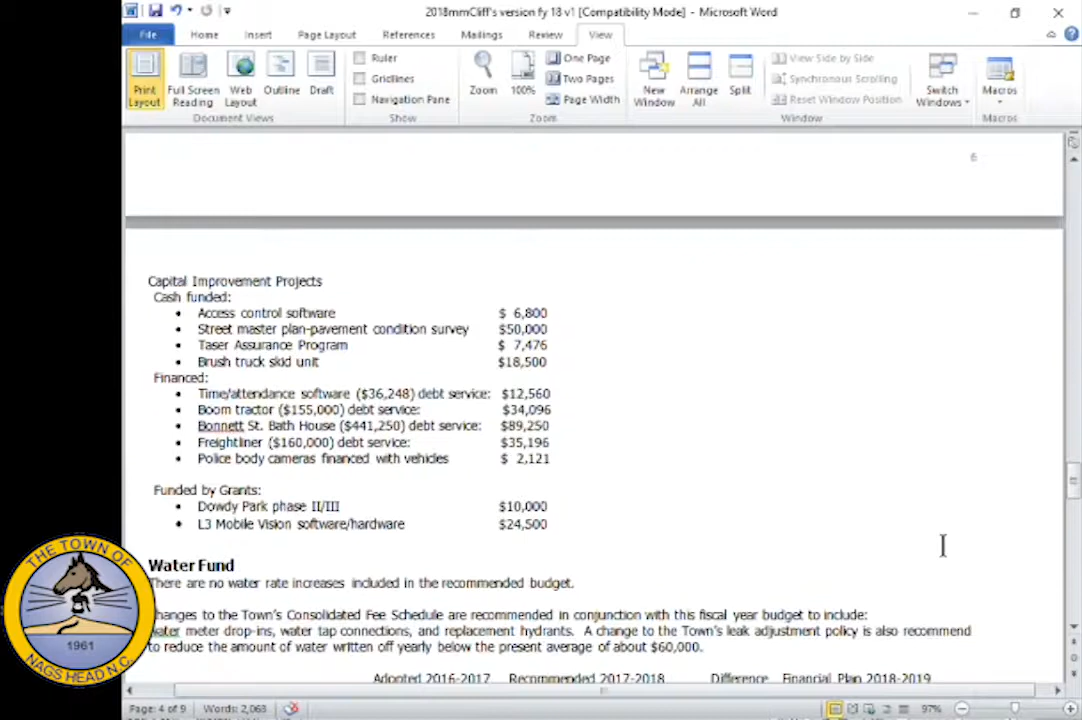 2018mmCliff's version fy 18 v1 [Compatibility Mode] - Microsoft Word
File Home Insert Page Layout References Mailings Review View
Print Layout
Full Screen Reading
Web Layout
Outline
Draft
Document Views
Ruler
Gridlines
Navigation Pane
Show
Zoom
100%
One Page
Two Pages
Page Width
Zoom
New Window
Arrange All
Split
View Side by Side
Synchronous Scrolling
Reset Window Position
Window
Switch Windows
Macros
Macros
6
Capital Improvement Projects
Cash funded:
• Access control software $ 6,800
• Street master plan-pavement condition survey $50,000
• Taser Assurance Program $ 7,476
• Brush truck skid unit $18,500
Financed:
• Time/attendance software ($36,248) debt service: $12,560
• Boom tractor ($155,000) debt service: $34,096
• Bonnett St. Bath House ($441,250) debt service: $89,250
• Freightliner ($160,000) debt service: $35,196
• Police body cameras financed with vehicles $ 2,121
Funded by Grants:
• Dowdy Park phase II/III $10,000
• L3 Mobile Vision software/hardware $24,500
Water Fund
There are no water rate increases included in the recommended budget.
hanges to the Town's Consolidated Fee Schedule are recommended in conjunction with this fiscal year budget to include:
water meter drop-ins, water tap connections, and replacement hydrants. A change to the Town's leak adjustment policy is also recommend
to reduce the amount of water written off yearly below the present average of about $60,000.
Adopted 2016-2017 Recommended 2017-2018 Difference Financial Plan 2018-2019
Page: 4 of 9 Words: 2,063 97%
THE TOWN OF
1961
NAGS HEAD N.C.